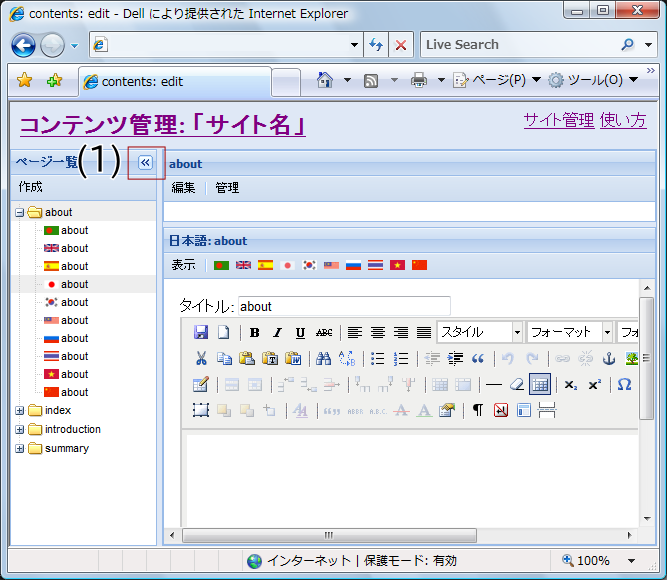 contents: edit - Dell により提供された Internet Explorer
Live Search
contents: edit
ページ(P)
ツール(O)
コンテンツ管理: 「サイト名」
サイト管理 使い方
ページ一覧
(1)
作成
about
about
about
about
about
about
about
about
about
about
about
index
introduction
summary
about
編集 管理
日本語: about
表示
タイトル: about
B I U ABC
スタイル
フォーマット
フォ
x₂ x² Ω
ABBR A.B.C. A A
インターネット | 保護モード: 有効
100%